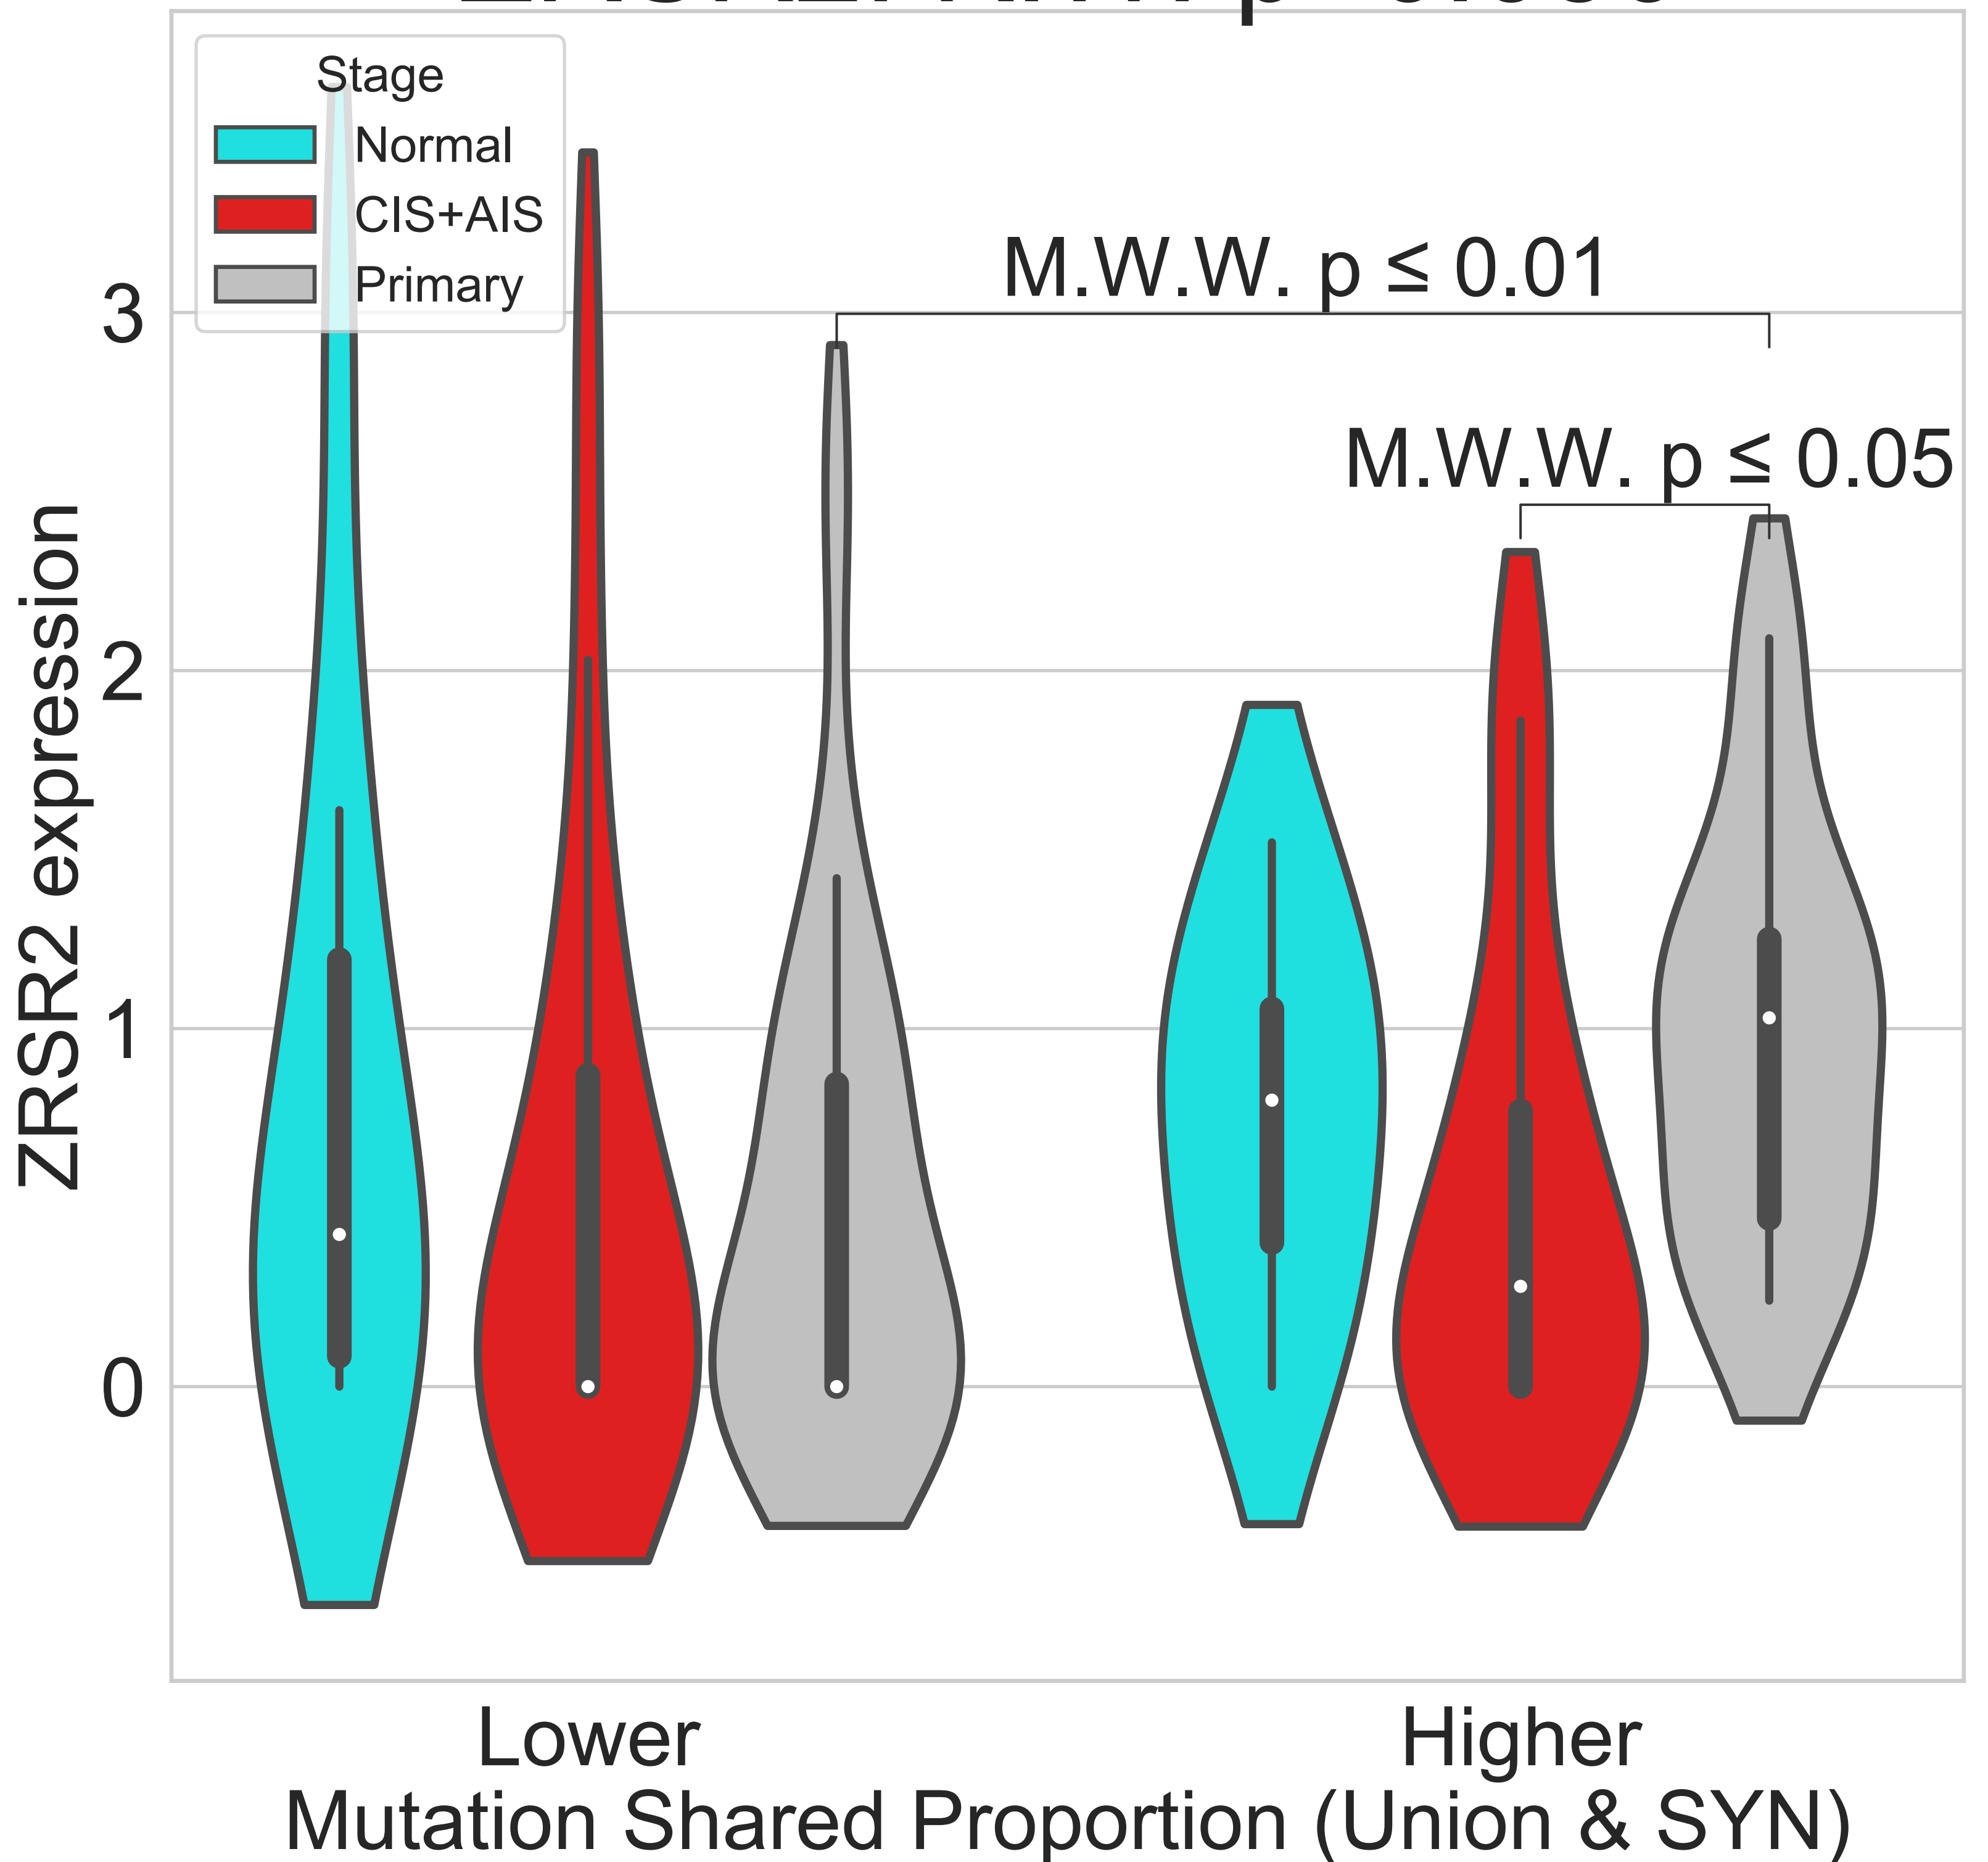 Stage
Normal
CIS+AIS
Primary
M.W.W. p ≤ 0.01
M.W.W. p ≤ 0.05
3
2
1
0
ZRSR2 expression
Lower
Higher
Mutation Shared Proportion (Union & SYN)